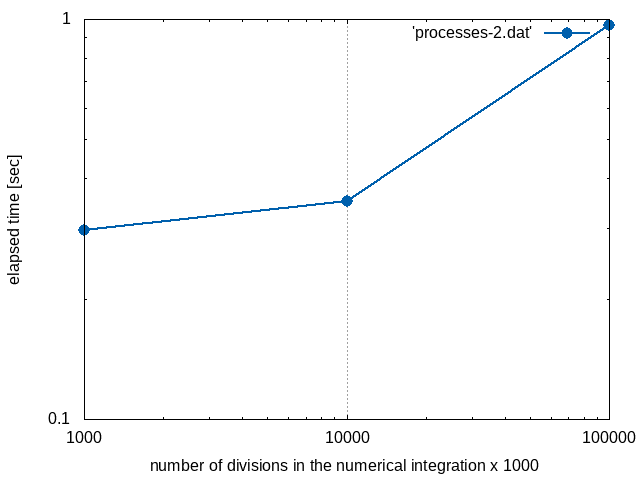 1
'processes-2.dat'
elapsed time [sec]
0.1
1000 10000 100000
number of divisions in the numerical integration x 1000